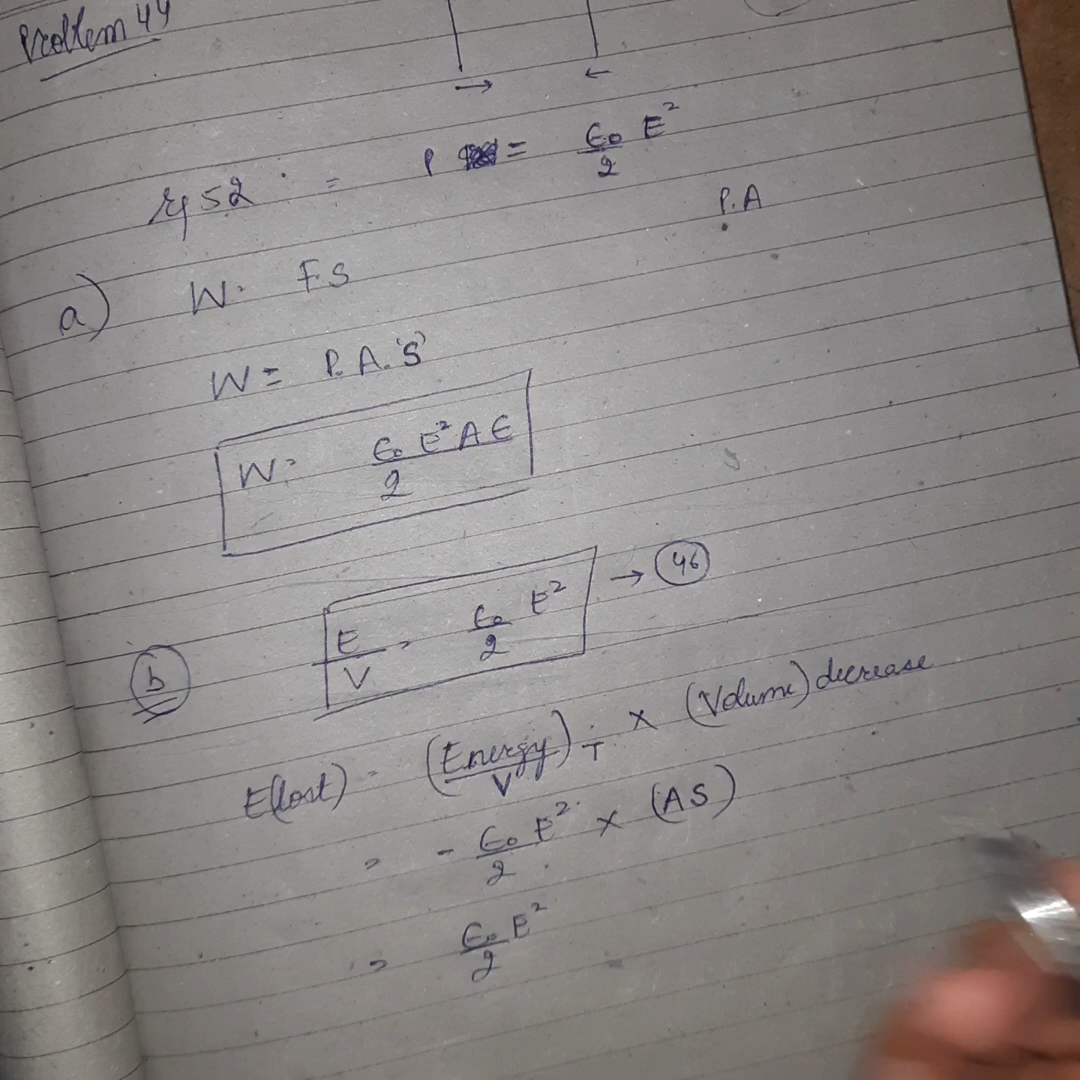 Problem 44
P = ε₀/2 E²
52 =
P.A
a) W = F.S
W = P.A.S
W = ε₀/2 E² A ϵ
(b) E/V = ε₀/2 E² → (46)
E(lost) = (Energy/V) × (Volume) decrease
= - ε₀/2 E² × (AS)
= ε₀/2 E²